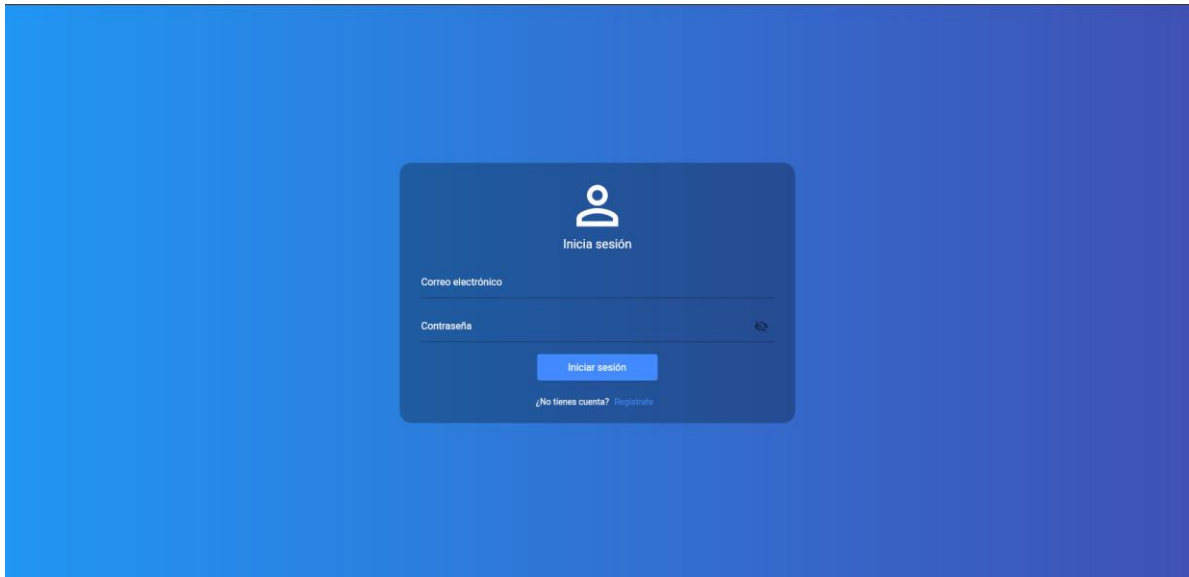 Inicia sesión
Correo electrónico
Contraseña
Iniciar sesión
¿No tienes cuenta? Regístrate